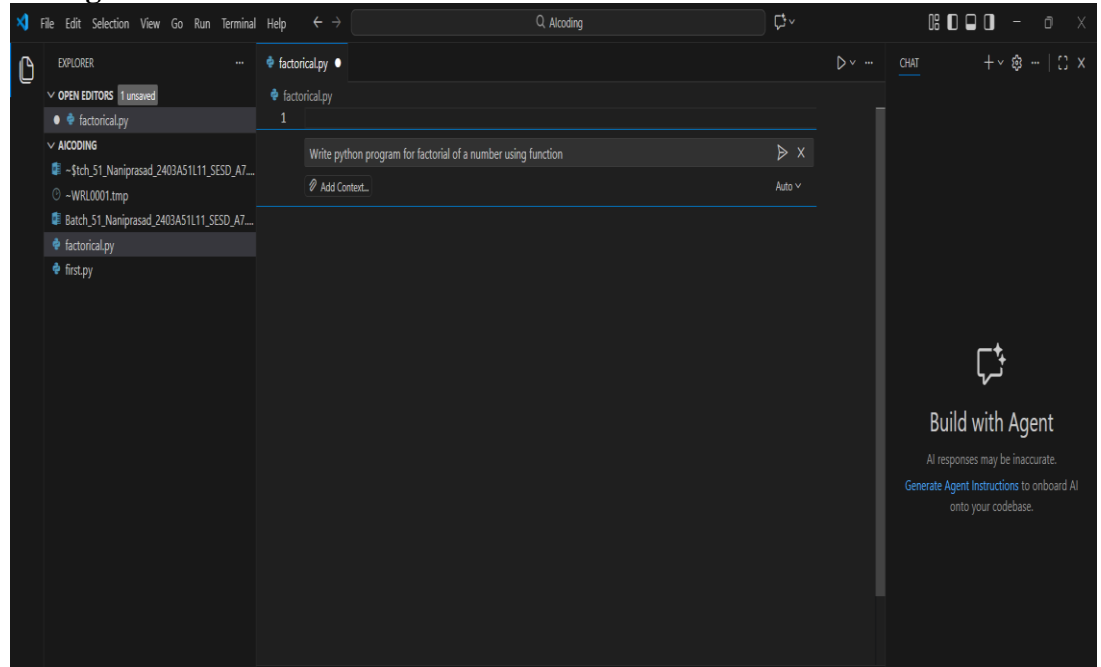 File Edit Selection View Go Run Terminal Help
AIcoding
EXPLORER
OPEN EDITORS 1 unsaved
factorical.py
AICODING
~$tch_51_Naniprasad_2403A51L11_SESD_A7....
~WRL0001.tmp
Batch_51_Naniprasad_2403A51L11_SESD_A7....
factorical.py
first.py
factorical.py
factorical.py
1
Write python program for factorial of a number using function
Add Context...
Auto
CHAT
Build with Agent
AI responses may be inaccurate.
Generate Agent Instructions to onboard AI
onto your codebase.